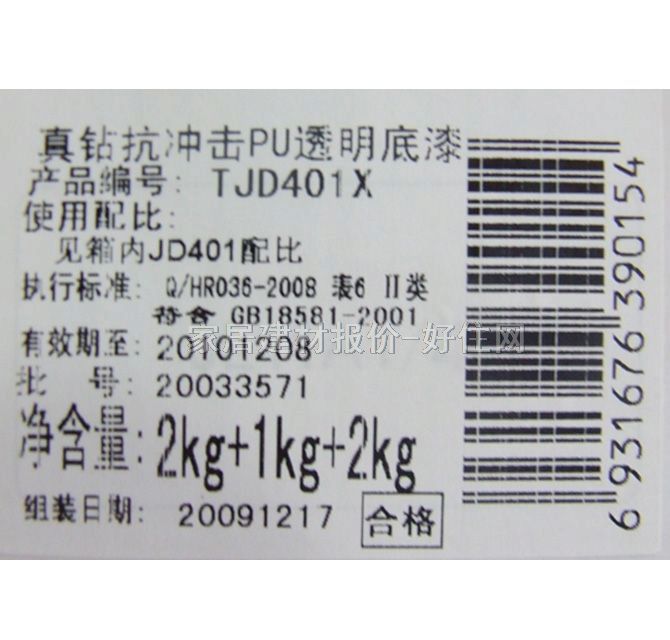 真钻抗冲击PU透明底漆
产品编号: TJD401X
使用配比:
见箱内JD401配比
执行标准: Q/HR036-2008 表6 Ⅱ类
符合 GB18581-2001
家居建材报价-好住网
有效期至: 20101208
批 号: 20033571
净含量: 2kg+1kg+2kg
组装日期: 20091217 合格
6 931676 390154